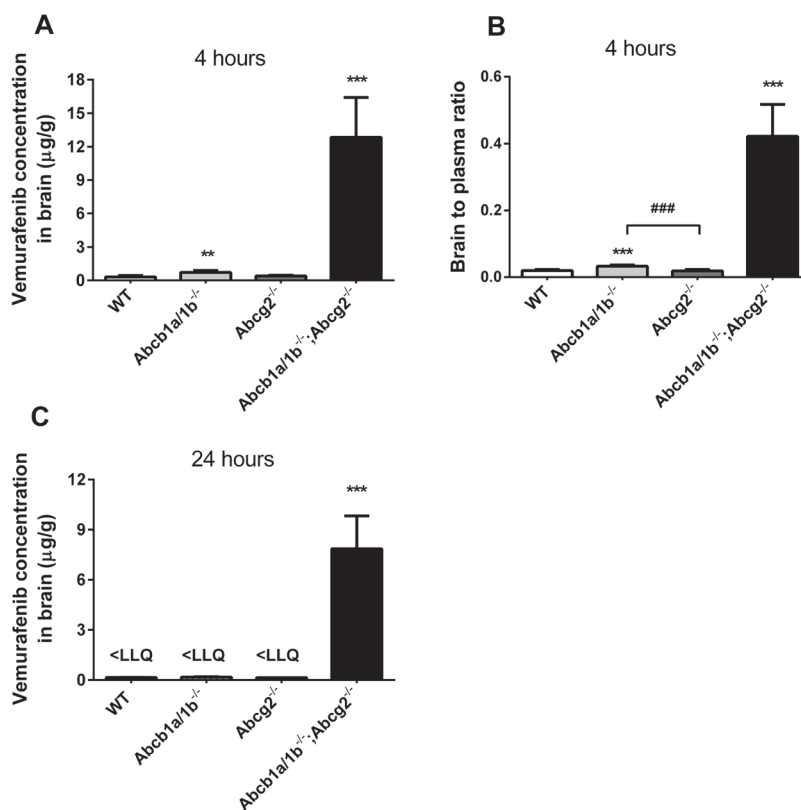 A
4 hours
Vemurafenib concentration
in brain (μg/g)
18
15
12
9
6
3
0
**
***
WT
Abcb1a/1b-/-
Abcg2-/-
Abcb1a/1b-/-;Abcg2-/-
B
4 hours
Brain to plasma ratio
0.6
0.4
0.2
0.0
***
###
***
WT
Abcb1a/1b-/-
Abcg2-/-
Abcb1a/1b-/-;Abcg2-/-
C
24 hours
Vemurafenib concentration
in brain (μg/g)
12
9
6
3
0
<LLQ <LLQ <LLQ
***
WT
Abcb1a/1b-/-
Abcg2-/-
Abcb1a/1b-/-;Abcg2-/-